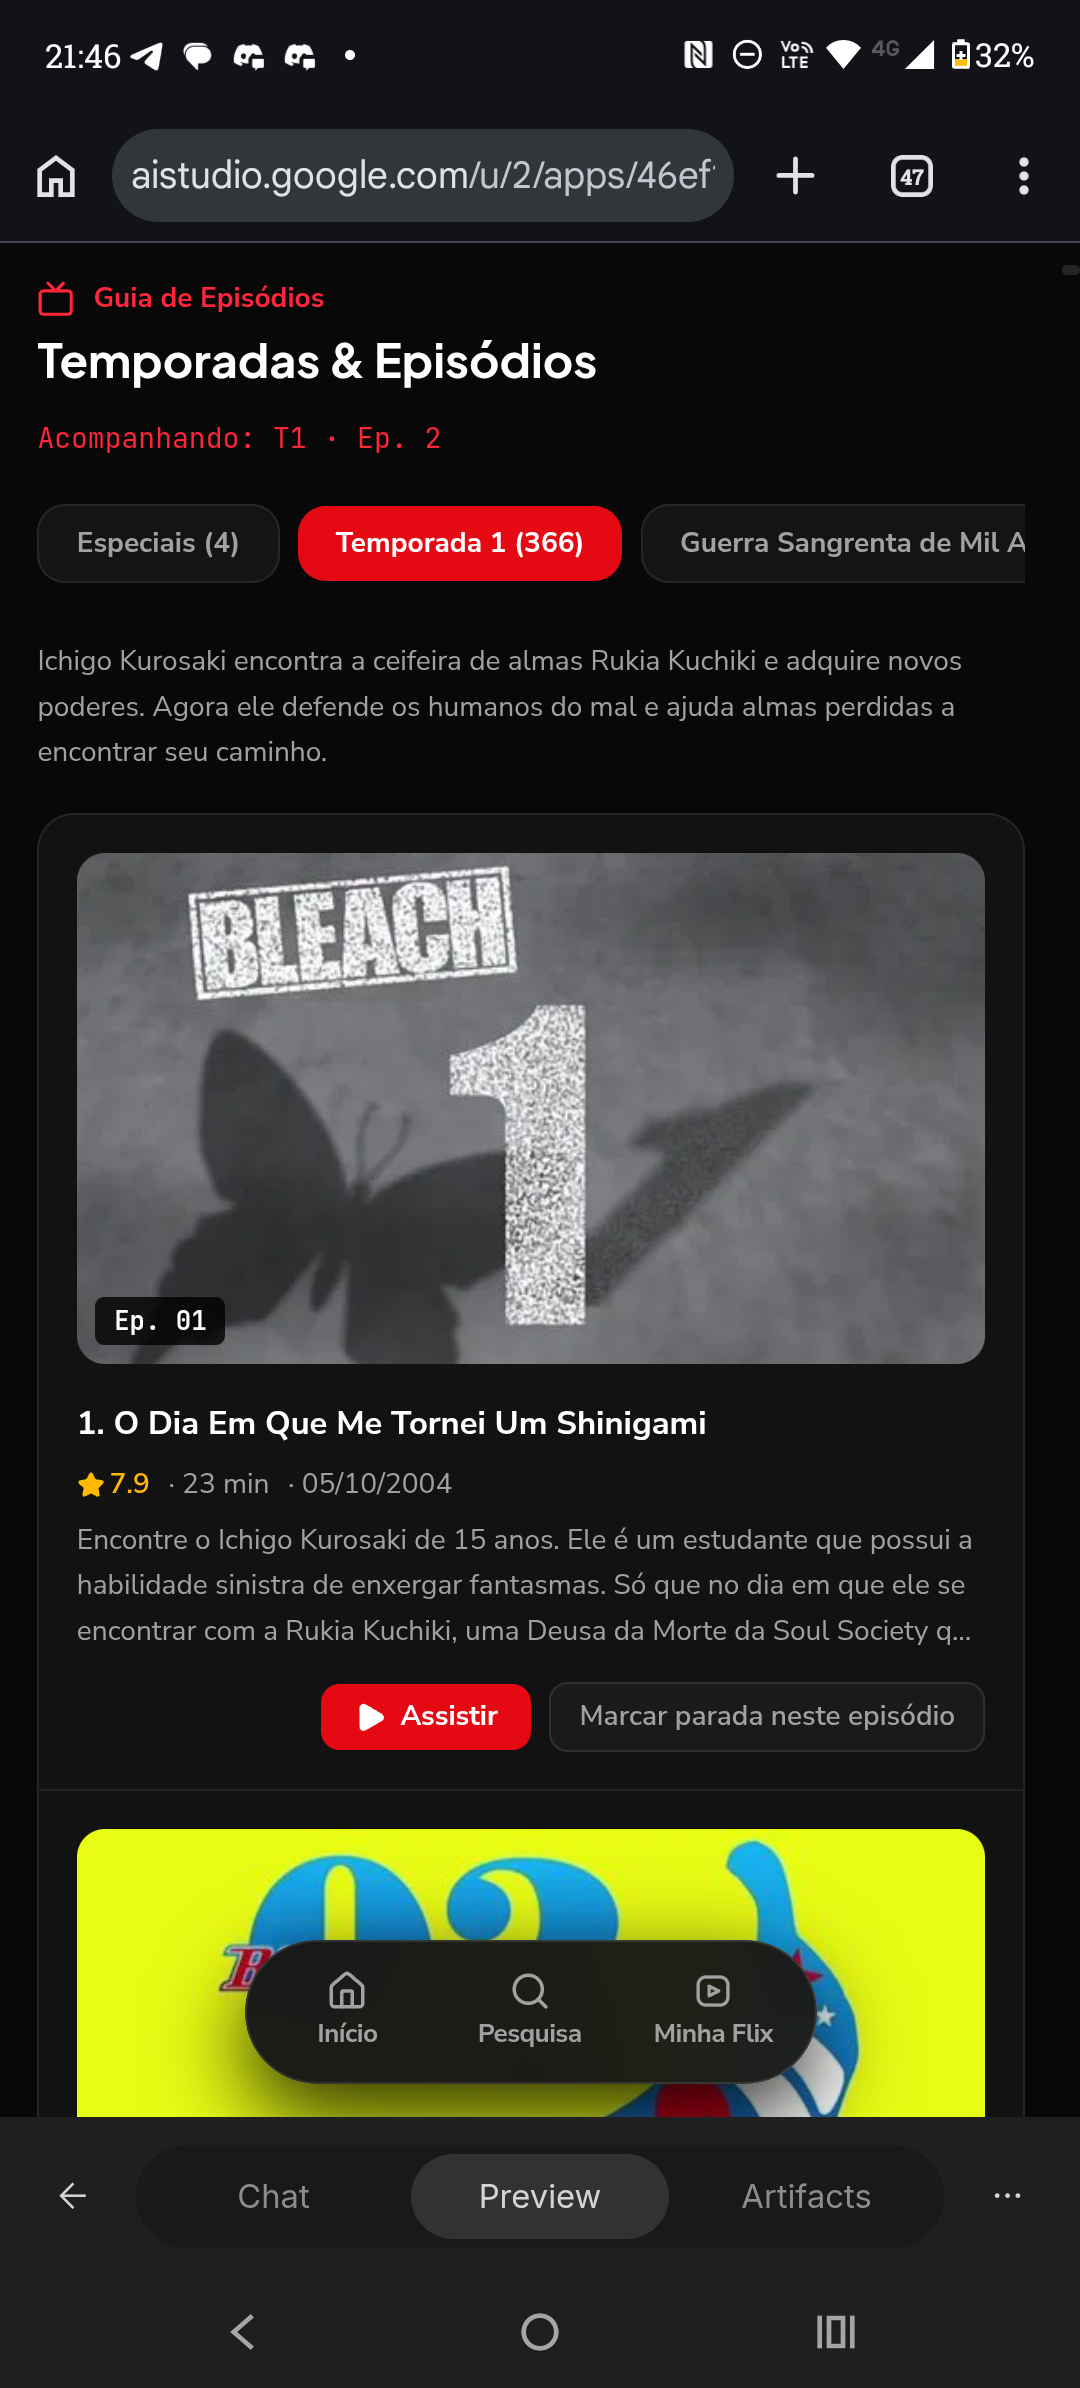 21:46
Vo LTE
4G
32%
aistudio.google.com/u/2/apps/46ef
47
Guia de Episódios
Temporadas & Episódios
Acompanhando: T1 · Ep. 2
Especiais (4)
Temporada 1 (366)
Guerra Sangrenta de Mil A
Ichigo Kurosaki encontra a ceifeira de almas Rukia Kuchiki e adquire novos
poderes. Agora ele defende os humanos do mal e ajuda almas perdidas a
encontrar seu caminho.
BLEACH
1
Ep. 01
1. O Dia Em Que Me Tornei Um Shinigami
7.9 · 23 min · 05/10/2004
Encontre o Ichigo Kurosaki de 15 anos. Ele é um estudante que possui a
habilidade sinistra de enxergar fantasmas. Só que no dia em que ele se
encontrar com a Rukia Kuchiki, uma Deusa da Morte da Soul Society q...
Assistir
Marcar parada neste episódio
02
Início
Pesquisa
Minha Flix
Chat
Preview
Artifacts